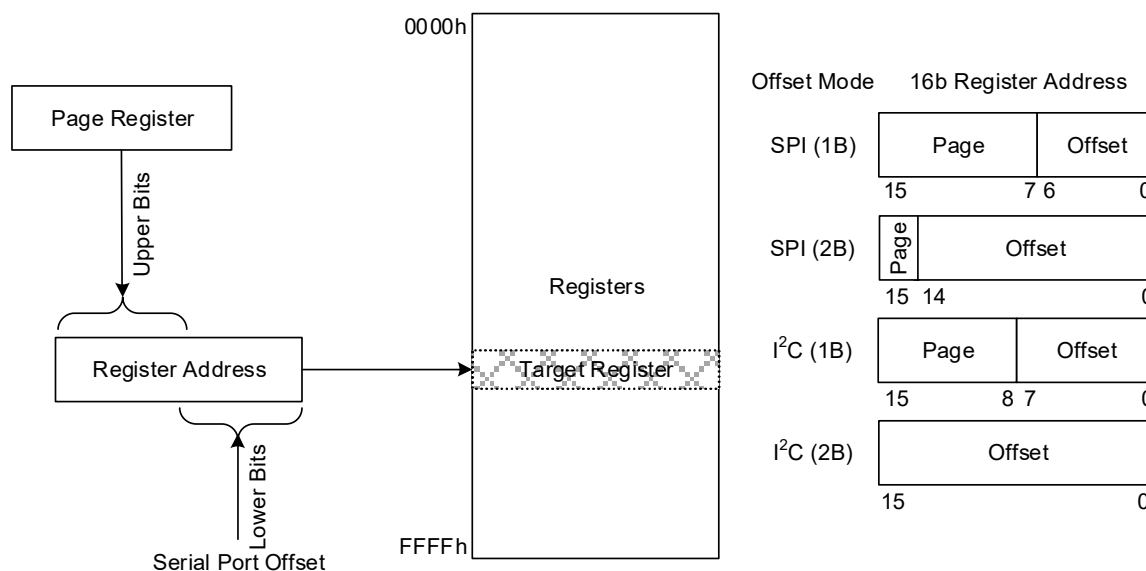 0000h
Page Register
Upper Bits
Register Address
Lower Bits
Serial Port Offset
Registers
Target Register
FFFFh
Offset Mode 16b Register Address
SPI (1B) Page Offset
15 7 6 0
SPI (2B) Page Offset
15 14 0
I²C (1B) Page Offset
15 8 7 0
I²C (2B) Offset
15 0